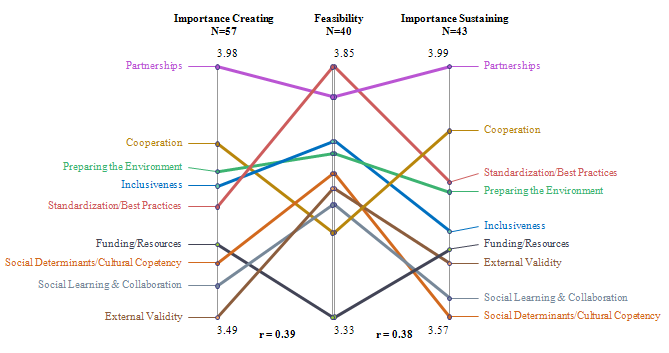 Importance Creating Feasibility Importance Sustaining
N=57 N=40 N=43
3.98 3.85 3.99
Partnerships Partnerships
Cooperation Cooperation
Preparing the Environment Standardization/Best Practices
Inclusiveness Preparing the Environment
Standardization/Best Practices Inclusiveness
Funding/Resources Funding/Resources
Social Determinants/Cultural Copetency External Validity
Social Learning & Collaboration Social Learning & Collaboration
External Validity Social Determinants/Cultural Copetency
3.49 r = 0.39 3.33 r = 0.38 3.57